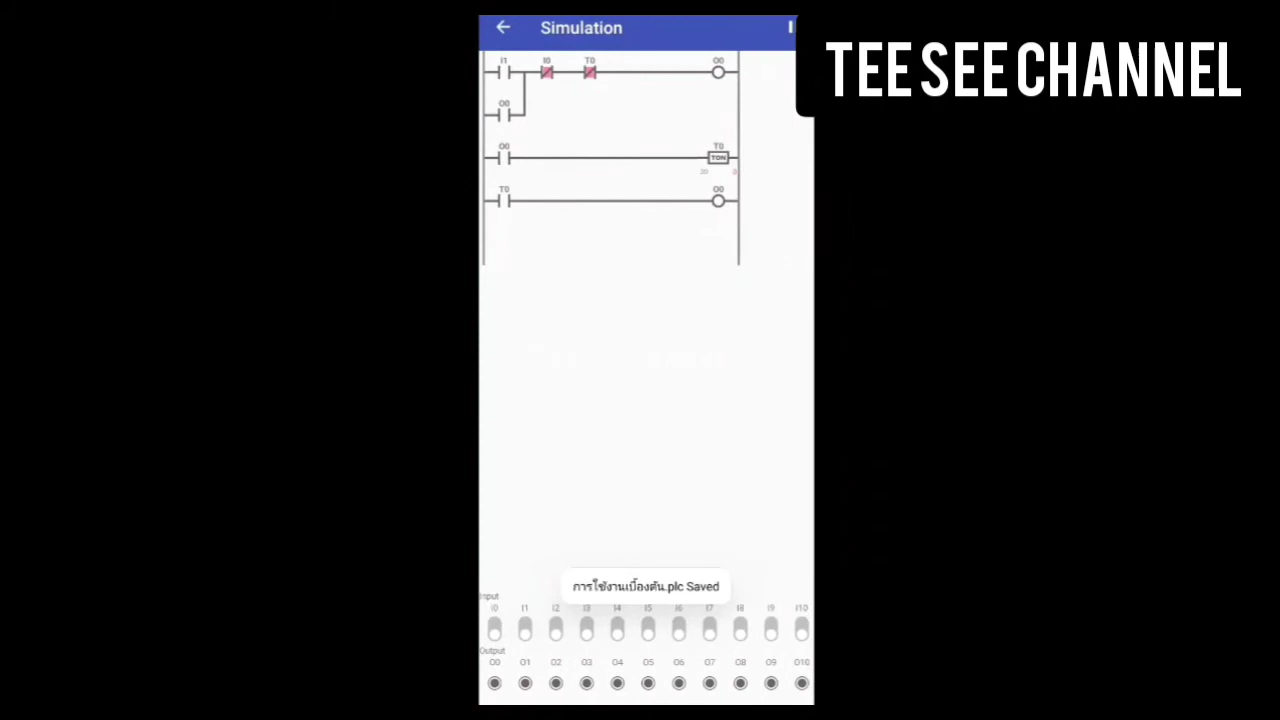 Simulation
TEE SEE CHANNEL
I1 I0 T0 O0
O0
O0 T0
TON
20 0
T0 O0
การใช้งานเบื้องต้น.plc Saved
Input
I0 I1 I2 I3 I4 I5 I6 I7 I8 I9 I10
Output
O0 O1 O2 O3 O4 O5 O6 O7 O8 O9 O10